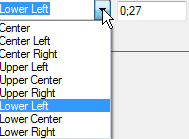 Lower Left 0;27
Center
Center Left
Center Right
Upper Left
Upper Center
Upper Right
Lower Left
Lower Center
Lower Right